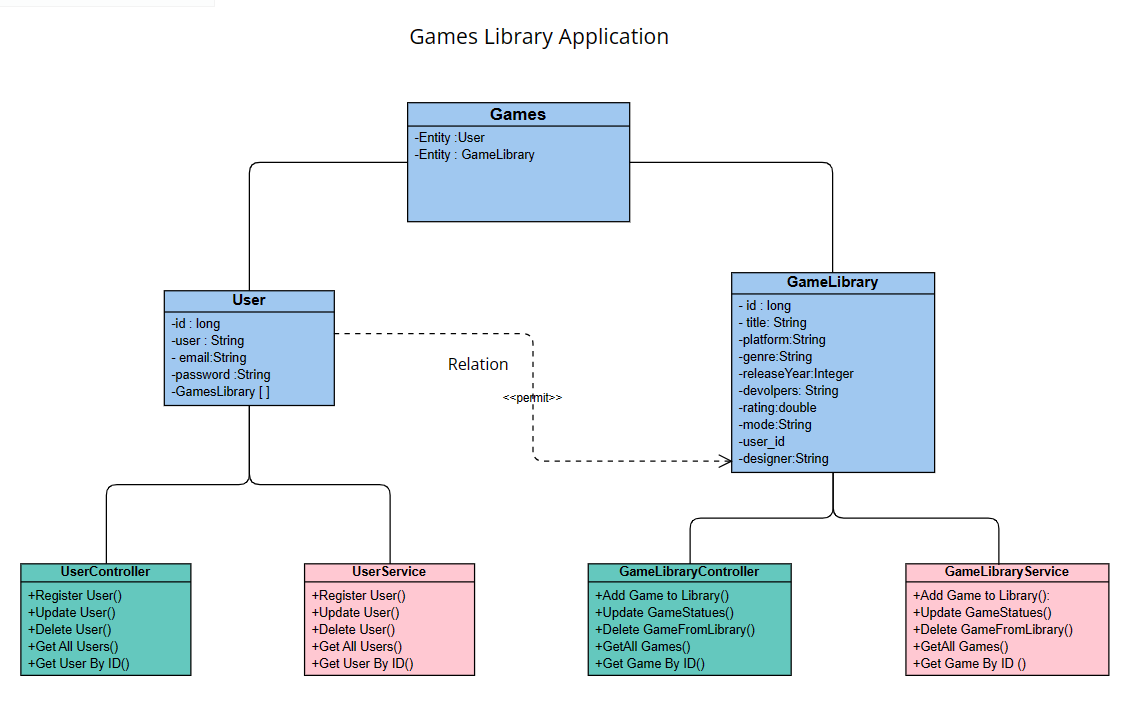 Games Library Application
Games
-Entity :User
-Entity : GameLibrary
User
-id : long
-user : String
- email:String
-password :String
-GamesLibrary [ ]
Relation
<<permit>>
GameLibrary
- id : long
- title: String
-platform:String
-genre:String
-releaseYear:Integer
-devolpers: String
-rating:double
-mode:String
-user_id
-designer:String
UserController
+Register User()
+Update User()
+Delete User()
+Get All Users()
+Get User By ID()
UserService
+Register User()
+Update User()
+Delete User()
+Get All Users()
+Get User By ID()
GameLibraryController
+Add Game to Library()
+Update GameStatues()
+Delete GameFromLibrary()
+GetAll Games()
+Get Game By ID()
GameLibraryService
+Add Game to Library():
+Update GameStatues()
+Delete GameFromLibrary()
+GetAll Games()
+Get Game By ID ()